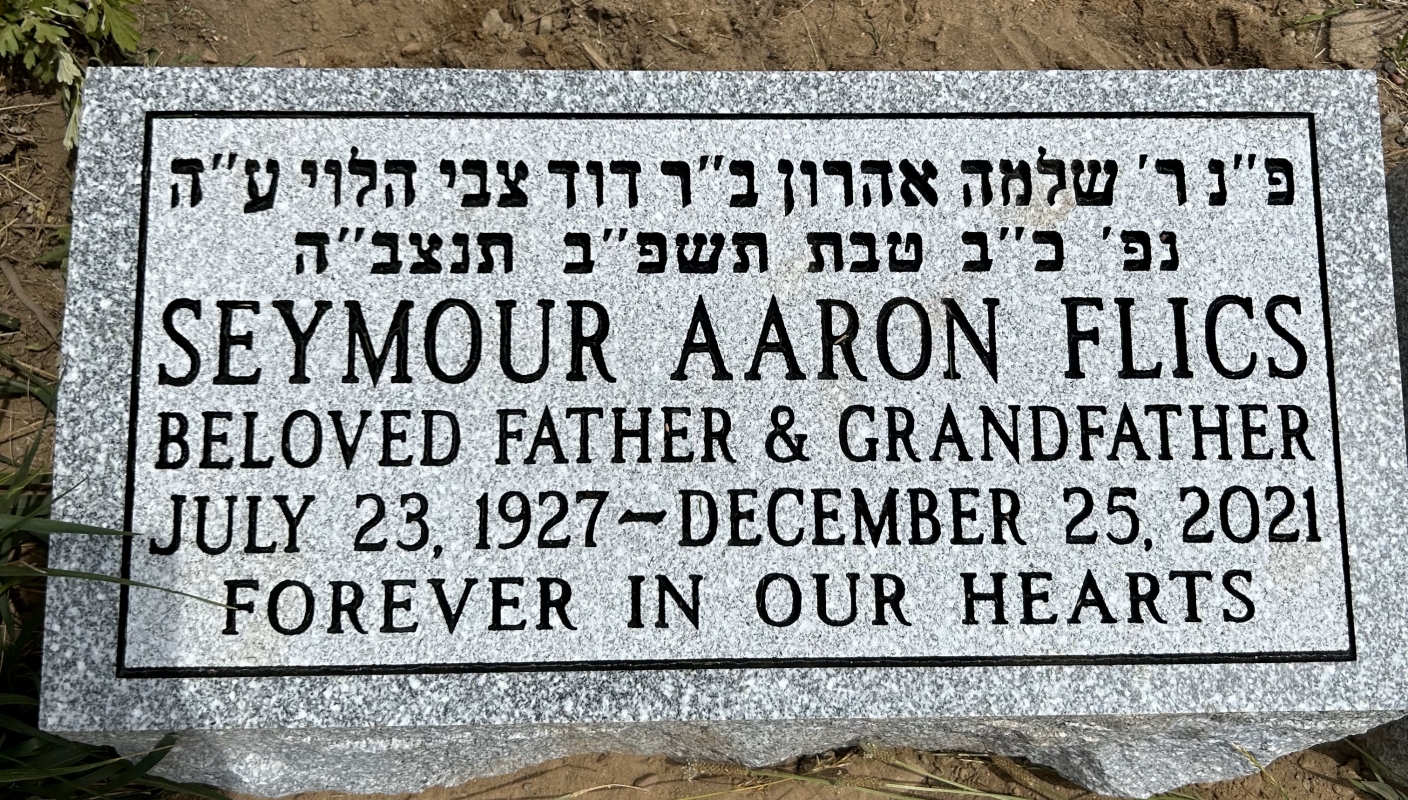 פ"נ ר' שלמה אהרון ב"ר דוד צבי הלוי ע"ה
נפ' כ"ב טבת תשפ"ב תנצב"ה
SEYMOUR AARON FLICS
BELOVED FATHER & GRANDFATHER
JULY 23, 1927~DECEMBER 25, 2021
FOREVER IN OUR HEARTS